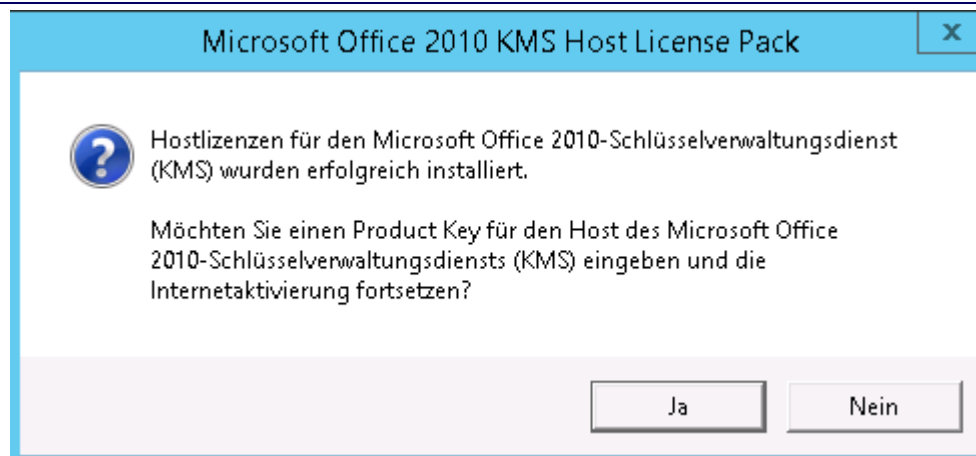 Microsoft Office 2010 KMS Host License Pack
x
?
Hostlizenzen für den Microsoft Office 2010-Schlüsselverwaltungsdienst
(KMS) wurden erfolgreich installiert.
Möchten Sie einen Product Key für den Host des Microsoft Office
2010-Schlüsselverwaltungsdiensts (KMS) eingeben und die
Internetaktivierung fortsetzen?
Ja
Nein